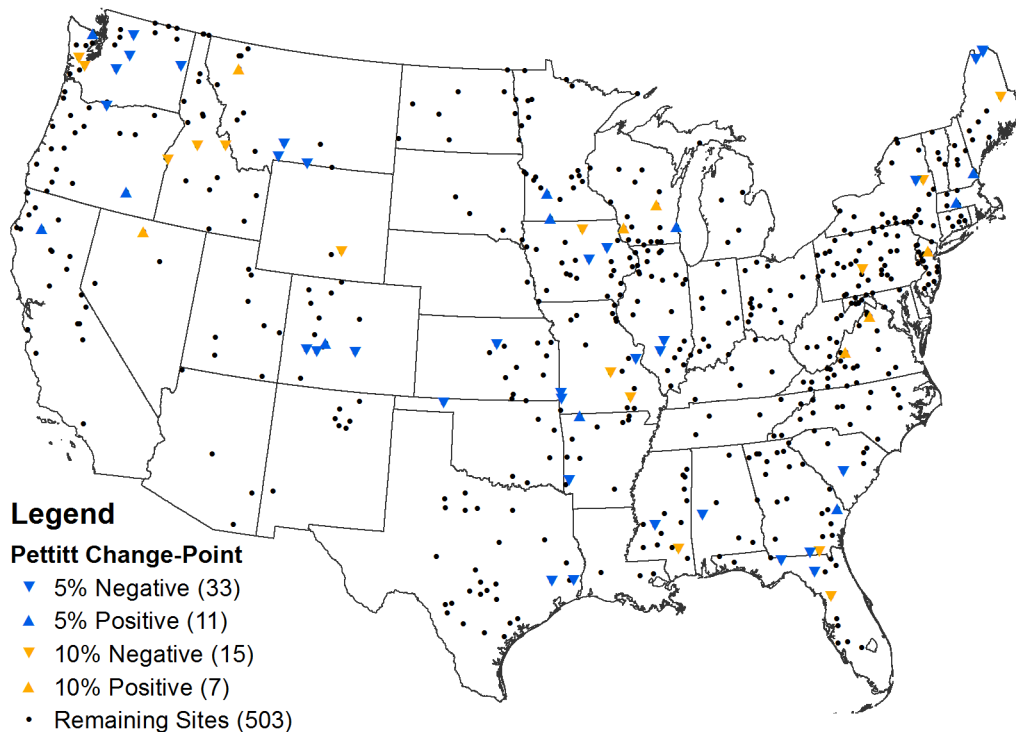 Legend
Pettitt Change-Point
5% Negative (33)
5% Positive (11)
10% Negative (15)
10% Positive (7)
Remaining Sites (503)